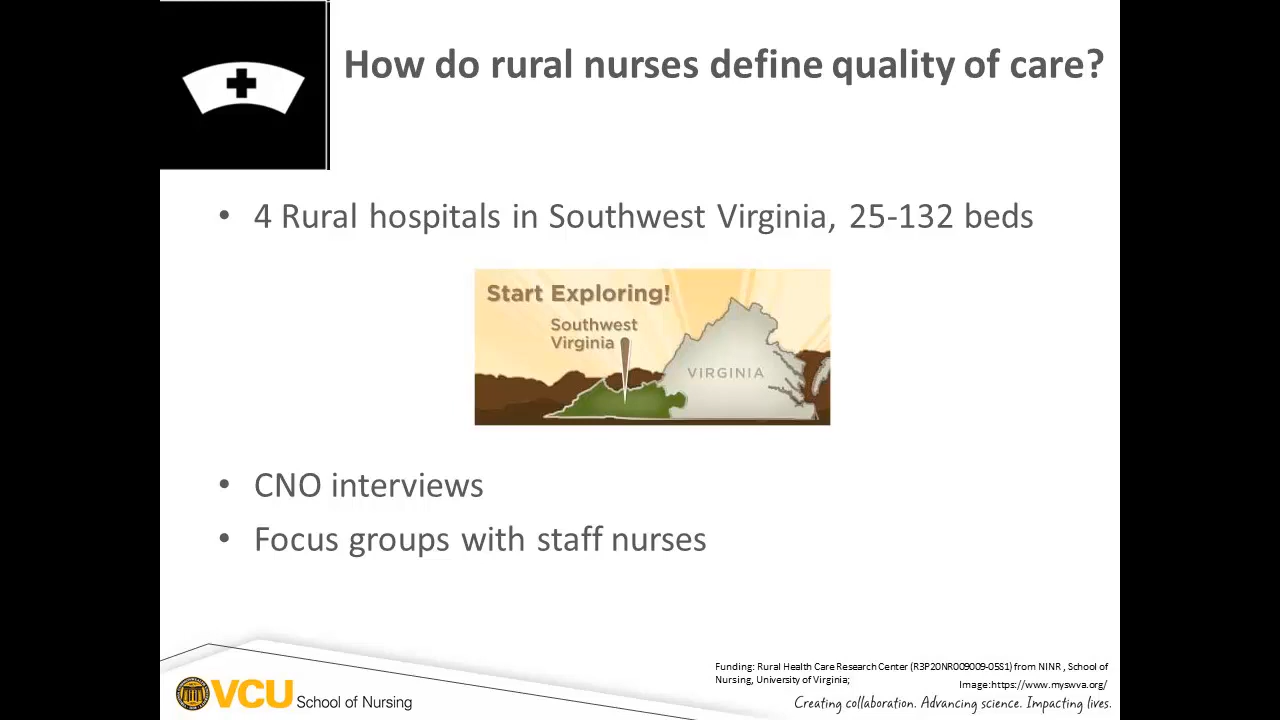 How do rural nurses define quality of care?
• 4 Rural hospitals in Southwest Virginia, 25-132 beds
Start Exploring!
Southwest
Virginia
VIRGINIA
• CNO interviews
• Focus groups with staff nurses
Funding: Rural Health Care Research Center (R3P20NR009009-05S1) from NINR , School of
Nursing, University of Virginia;
Image:https://www.myswva.org/
VCU School of Nursing
Creating collaboration. Advancing science. Impacting lives.